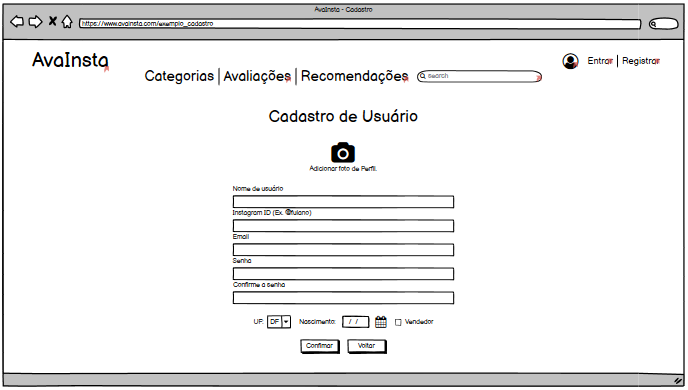 AvaInsta - Cadastro
https://www.avainsta.com/exemplo_cadastro
AvaInsta
Entrar Registrar
Categorias Avaliações Recomendações search
Cadastro de Usuário
Adicionar foto de Perfil.
Nome de usuário
Instagram ID (Ex. @fulano)
Email
Senha
Confirme a senha
UF: DF Nascimento: / / Vendedor
Confimar Voltar